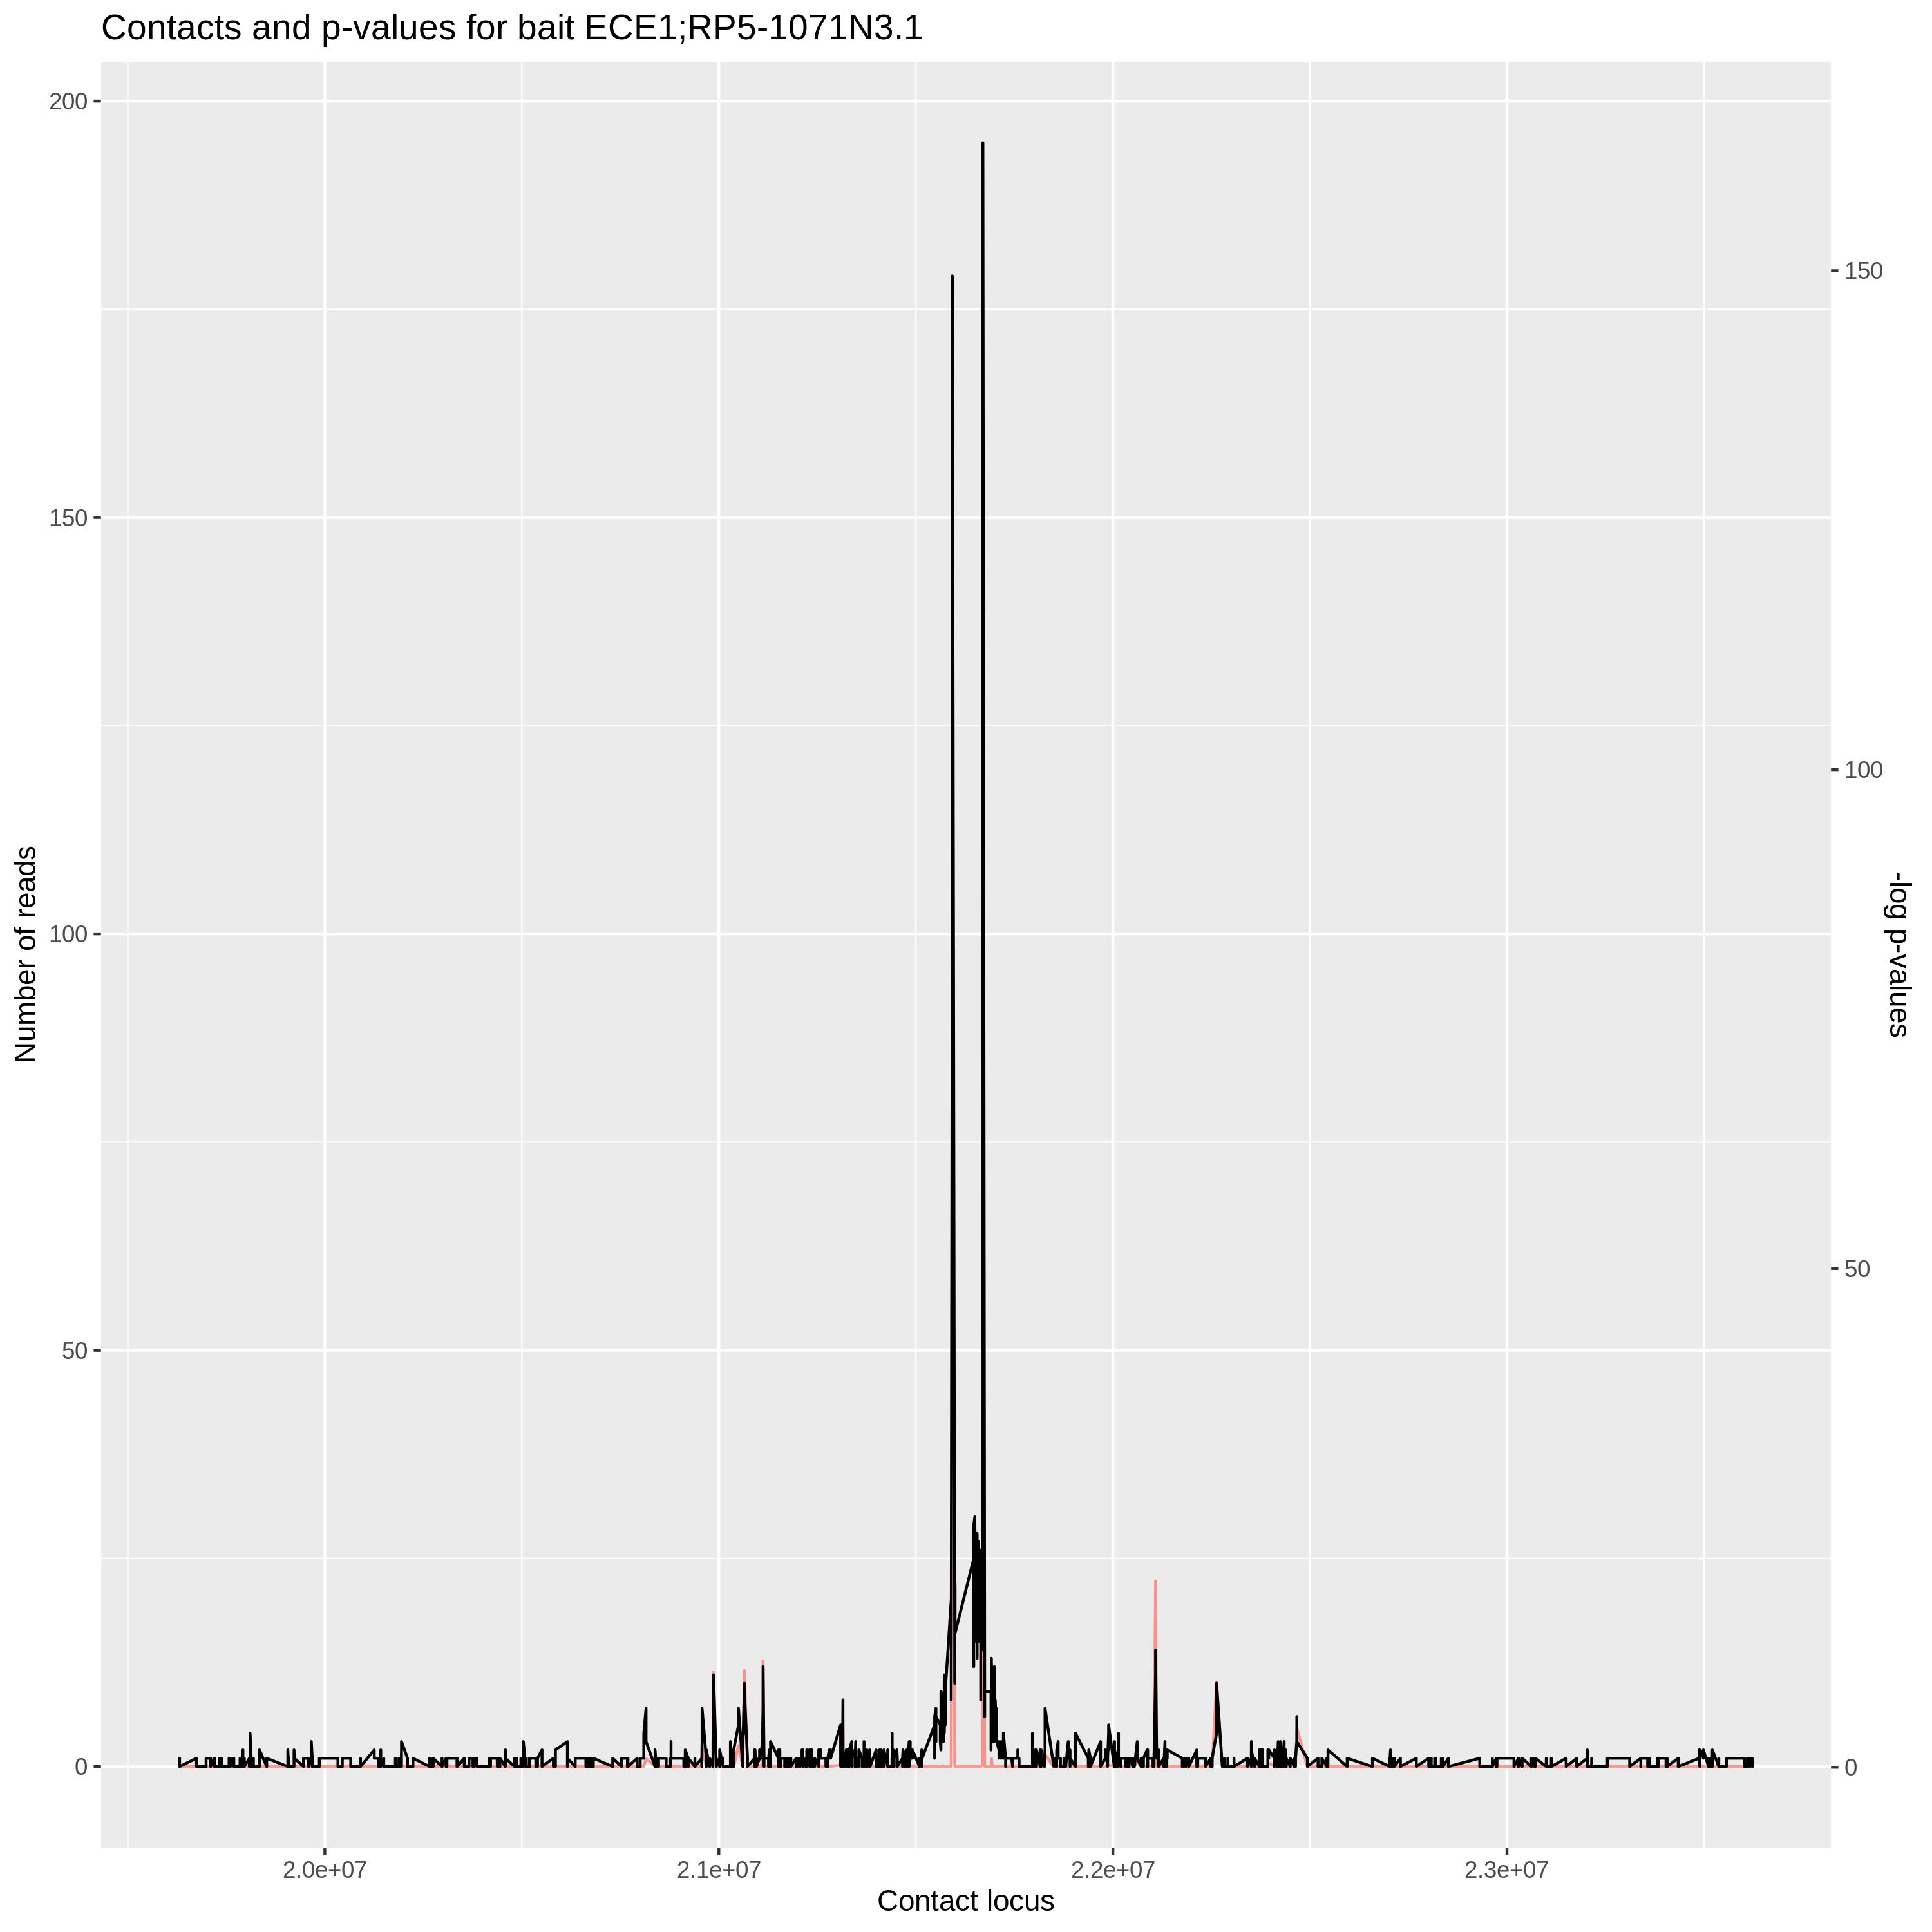 Contacts and p-values for bait ECE1;RP5-1071N3.1
200
150
100
50
0
Number of reads
150
100
50
0
-log p-values
2.0e+07 2.1e+07 2.2e+07 2.3e+07
Contact locus